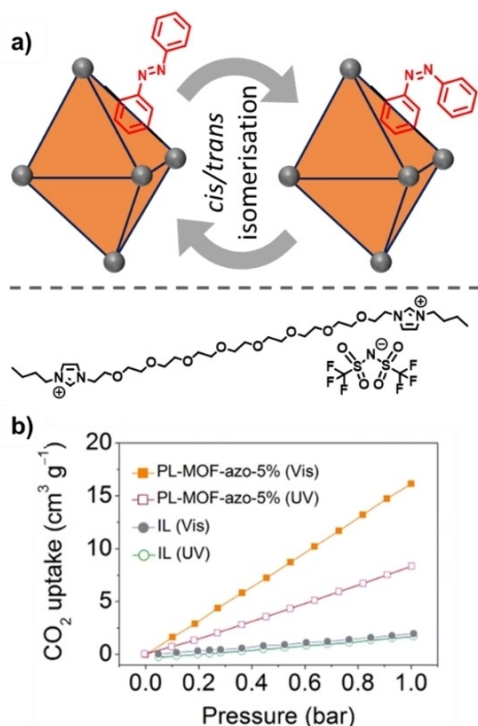 a)
N=N
N=N
cis/trans
isomerisation
O O O O O O O O
N N
N N
⊕
⊕
O O ⊖ O O
S N S
F F
F F F F
b)
20
15
10
5
0
PL-MOF-azo-5% (Vis)
PL-MOF-azo-5% (UV)
IL (Vis)
IL (UV)
CO₂ uptake (cm³ g⁻¹)
0.0 0.2 0.4 0.6 0.8 1.0
Pressure (bar)